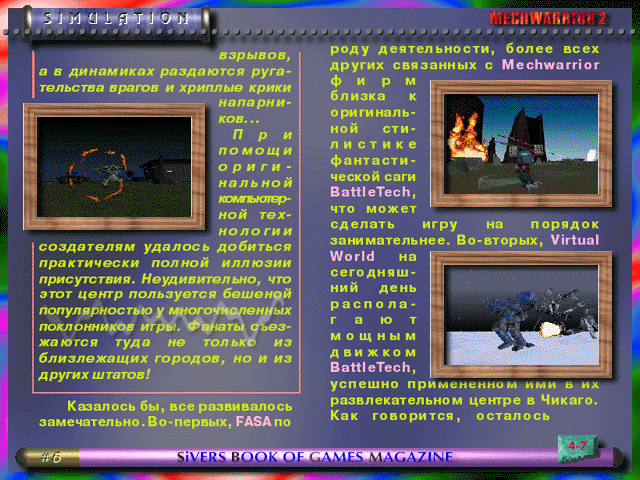 SIMULATION
MECHWARRIOR 2
взрывов,
а в динамиках раздаются руга-
тельства врагов и хриплые крики
напарни-
ков...
При
помощи
ориги-
нальной
компьютер-
ной тех-
нологии
создателям удалось добиться
практически полной иллюзии
присутствия. Неудивительно, что
этот центр пользуется бешеной
популярностью у многочисленных
поклонников игры. Фанаты съез-
жаются туда не только из
близлежащих городов, но и из
других штатов!
Казалось бы, все развивалось
замечательно. Во-первых, FASA по
роду деятельности, более всех
других связанных с Mechwarrior
фирм
близка к
оригиналь-
ной сти-
листике
фантасти-
ческой саги
BattleTech,
что может
сделать игру на порядок
занимательнее. Во-вторых, Virtual
World на
сегодняш-
ний день
распола-
гают
мощным
движком
BattleTech,
успешно примененном ими в их
развлекательном центре в Чикаго.
Как говорится, осталось
#6
SiVERS BOOK OF GAMES MAGAZINE
4-7